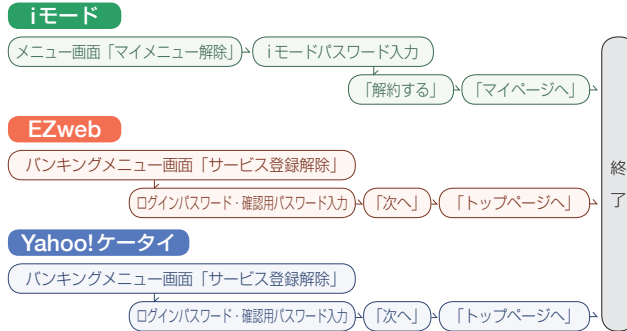 iモード
メニュー画面「マイメニュー解除」
iモードパスワード入力
「解約する」
「マイページへ」
EZweb
バンキングメニュー画面「サービス登録解除」
ログインパスワード・確認用パスワード入力
「次へ」
「トップページへ」
Yahoo!ケータイ
バンキングメニュー画面「サービス登録解除」
ログインパスワード・確認用パスワード入力
「次へ」
「トップページへ」
終了